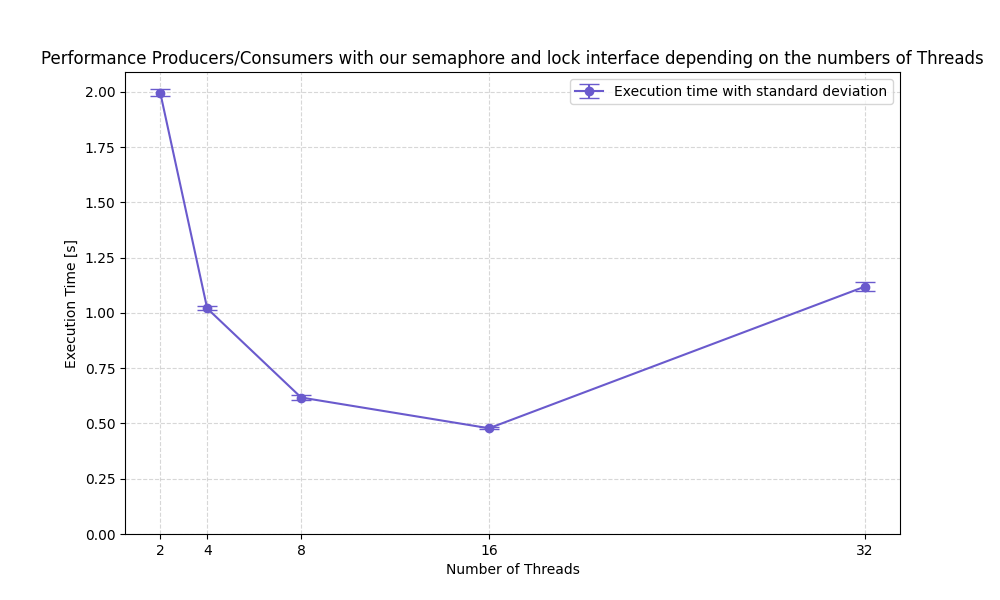 Performance Producers/Consumers with our semaphore and lock interface depending on the numbers of Threads
Execution time with standard deviation
Execution Time [s]
2.00
1.75
1.50
1.25
1.00
0.75
0.50
0.25
0.00
2 4 8 16 32
Number of Threads